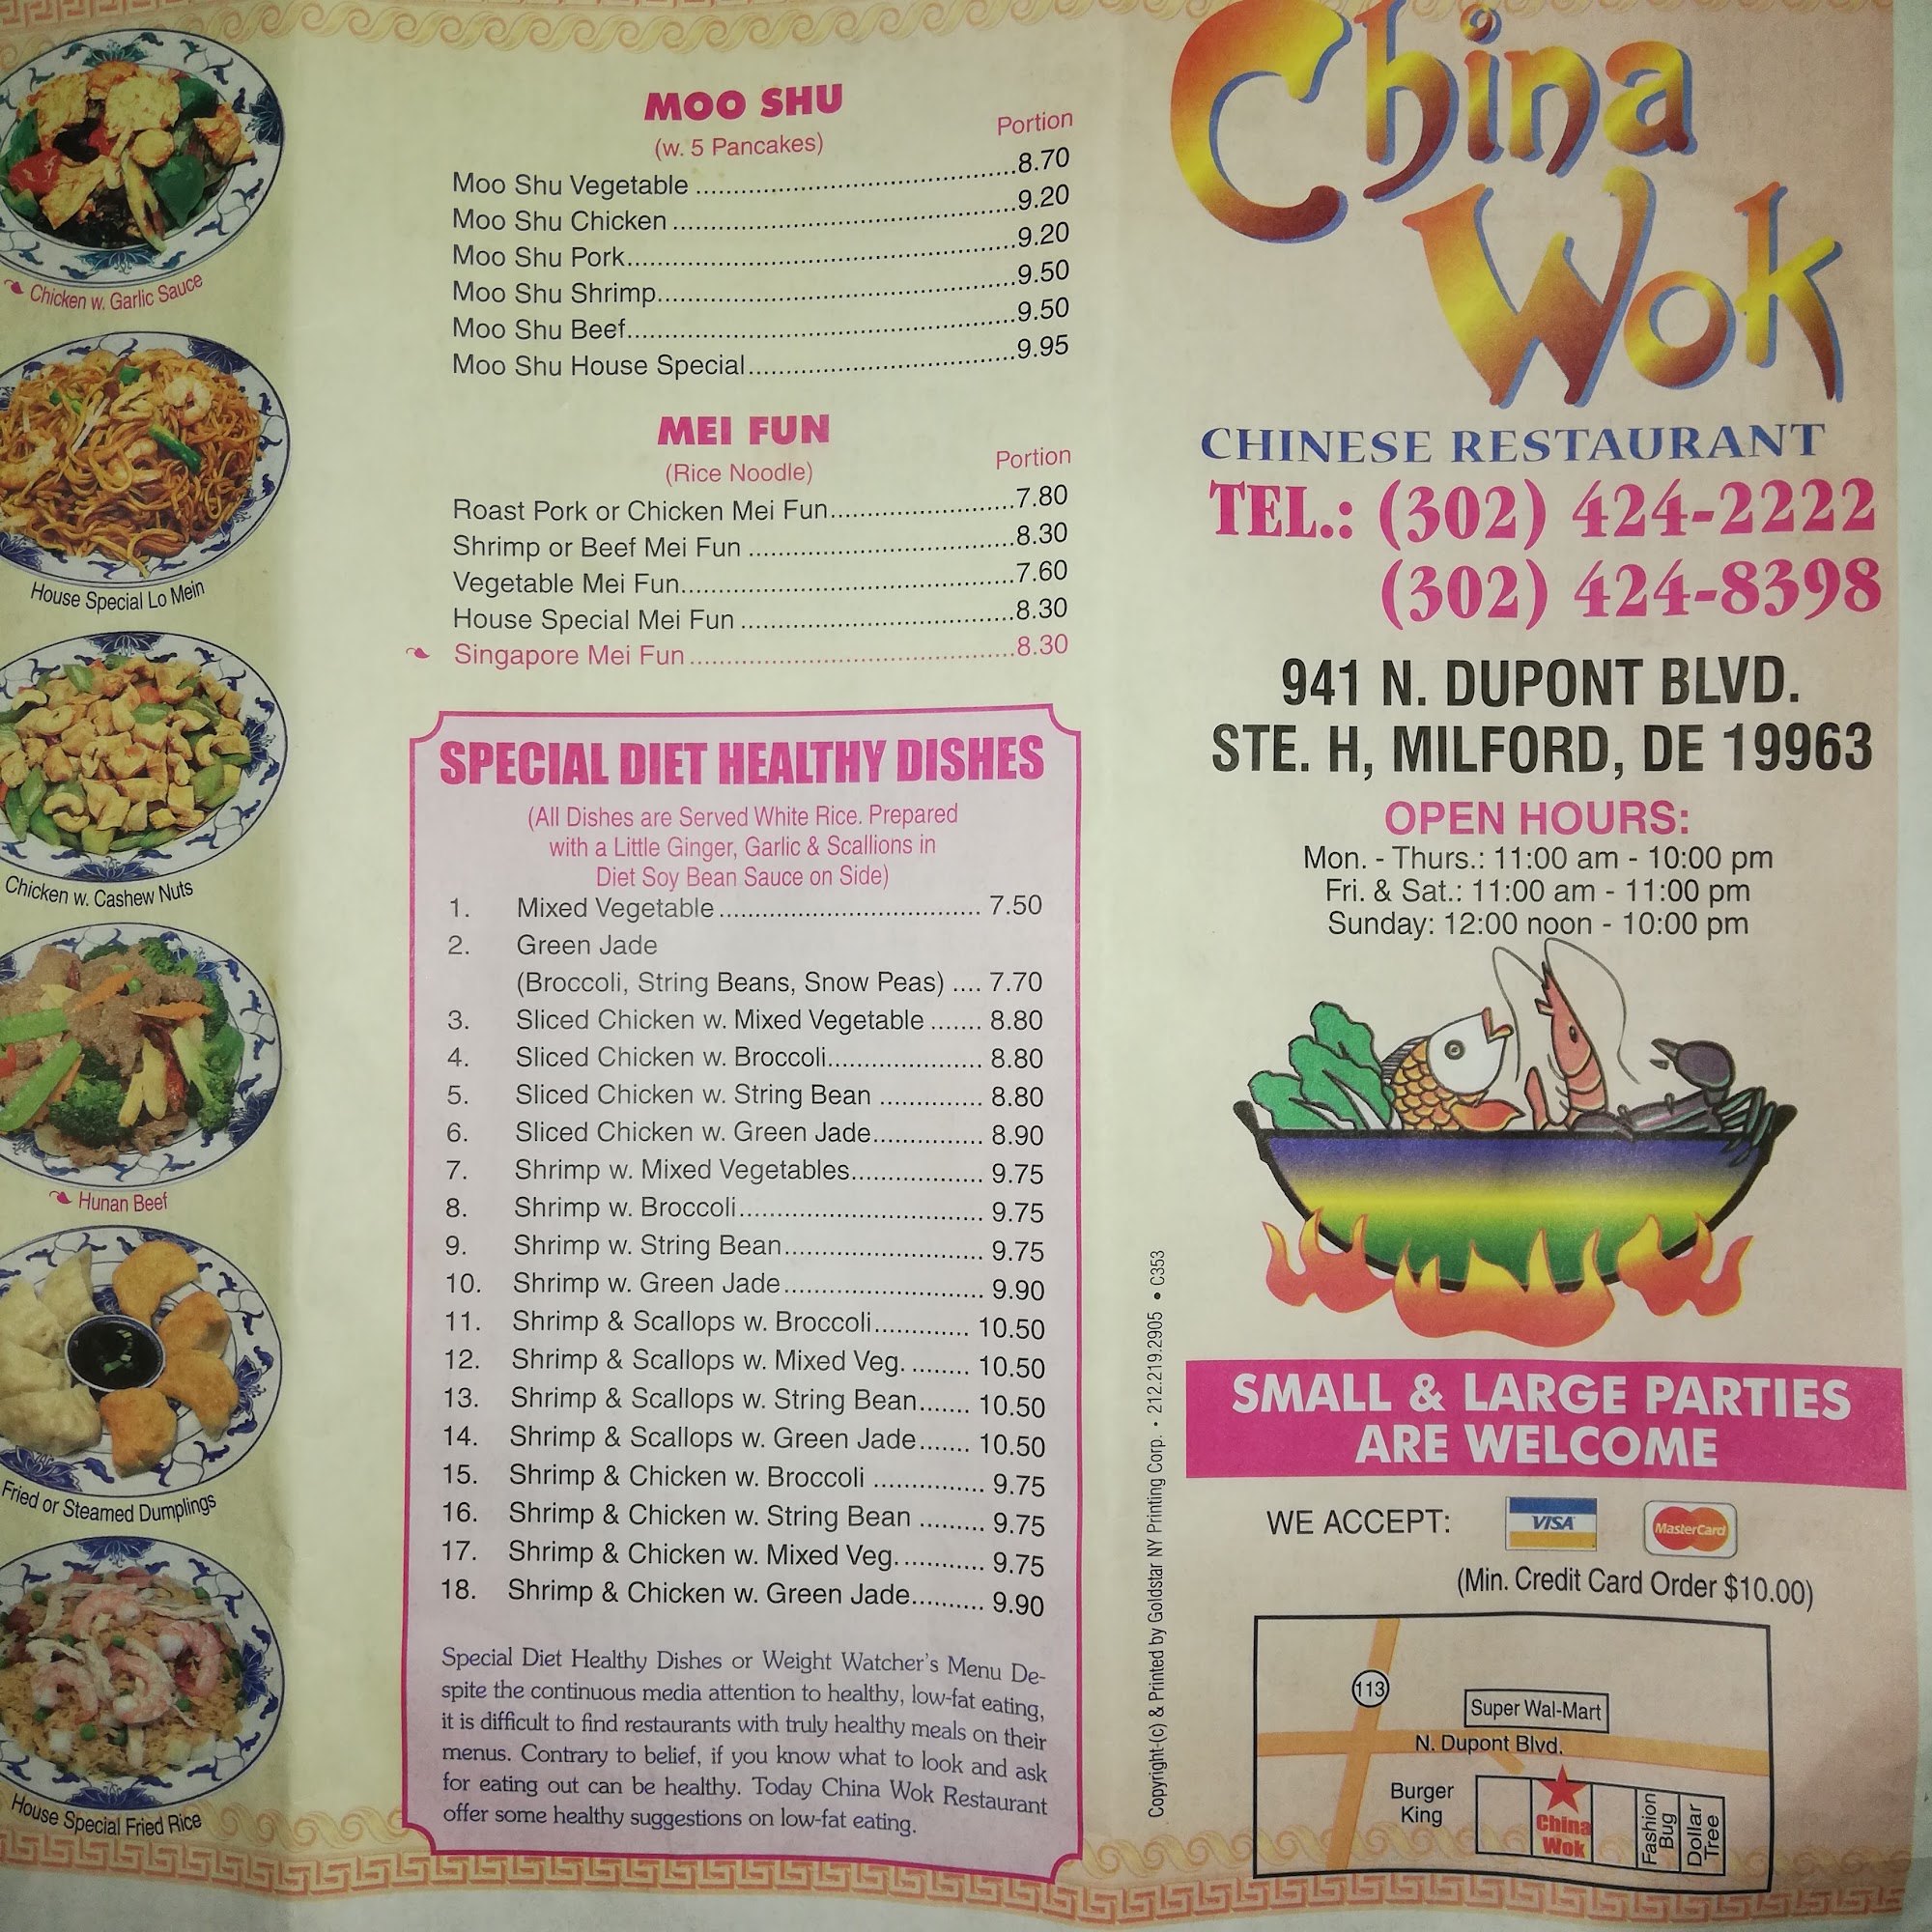 Chicken w. Garlic Sauce
House Special Lo Mein
Chicken w. Cashew Nuts
Hunan Beef
Fried or Steamed Dumplings
House Special Fried Rice
MOO SHU
(w. 5 Pancakes) Portion
Moo Shu Vegetable ........ 8.70
Moo Shu Chicken ........ 9.20
Moo Shu Pork........ 9.20
Moo Shu Shrimp........ 9.50
Moo Shu Beef........ 9.50
Moo Shu House Special........ 9.95
MEI FUN
(Rice Noodle) Portion
Roast Pork or Chicken Mei Fun........ 7.80
Shrimp or Beef Mei Fun ........ 8.30
Vegetable Mei Fun........ 7.60
House Special Mei Fun ........ 8.30
Singapore Mei Fun ........ 8.30
SPECIAL DIET HEALTHY DISHES
(All Dishes are Served White Rice. Prepared
with a Little Ginger, Garlic & Scallions in
Diet Soy Bean Sauce on Side)
1. Mixed Vegetable ........ 7.50
2. Green Jade
(Broccoli, String Beans, Snow Peas) .... 7.70
3. Sliced Chicken w. Mixed Vegetable ....... 8.80
4. Sliced Chicken w. Broccoli........ 8.80
5. Sliced Chicken w. String Bean ........ 8.80
6. Sliced Chicken w. Green Jade........ 8.90
7. Shrimp w. Mixed Vegetables........ 9.75
8. Shrimp w. Broccoli........ 9.75
9. Shrimp w. String Bean........ 9.75
10. Shrimp w. Green Jade........ 9.90
11. Shrimp & Scallops w. Broccoli........ 10.50
12. Shrimp & Scallops w. Mixed Veg. ........ 10.50
13. Shrimp & Scallops w. String Bean....... 10.50
14. Shrimp & Scallops w. Green Jade....... 10.50
15. Shrimp & Chicken w. Broccoli ........ 9.75
16. Shrimp & Chicken w. String Bean ......... 9.75
17. Shrimp & Chicken w. Mixed Veg. ........ 9.75
18. Shrimp & Chicken w. Green Jade.......... 9.90
Special Diet Healthy Dishes or Weight Watcher's Menu De-
spite the continuous media attention to healthy, low-fat eating,
it is difficult to find restaurants with truly healthy meals on their
menus. Contrary to belief, if you know what to look and ask
for eating out can be healthy. Today China Wok Restaurant
offer some healthy suggestions on low-fat eating.
Copyright-(c) & Printed by Goldstar NY Printing Corp. • 212.219.2905 • C353
China
Wok
CHINESE RESTAURANT
TEL.: (302) 424-2222
(302) 424-8398
941 N. DUPONT BLVD.
STE. H, MILFORD, DE 19963
OPEN HOURS:
Mon. - Thurs.: 11:00 am - 10:00 pm
Fri. & Sat.: 11:00 am - 11:00 pm
Sunday: 12:00 noon - 10:00 pm
SMALL & LARGE PARTIES
ARE WELCOME
WE ACCEPT: VISA MasterCard
(Min. Credit Card Order $10.00)
113
Super Wal-Mart
N. Dupont Blvd.
Burger
King
China
Wok
Fashion
Bug
Dollar
Tree